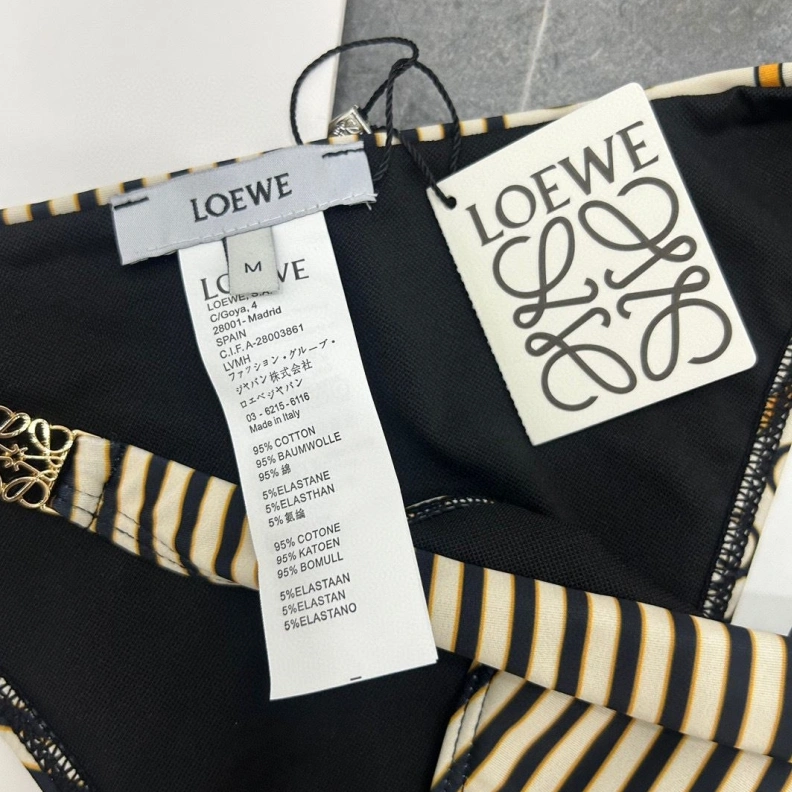 LOEWE
M
LOEWE
LOEWE, S.A.
C/Goya, 4
28001- Madrid
SPAIN
C.I.F.A-28003861
LVMH
ファッション・グループ・
ジャパン株式会社
ロエベジャパン
03 - 6215-6116
Made in Italy
95% COTTON
95% BAUMWOLLE
95% 綿
5%ELASTANE
5%ELASTHAN
5% 氨綸
95% COTONE
95% KATOEN
95% BOMULL
5%ELASTAAN
5%ELASTAN
5%ELASTANO
LOEWE